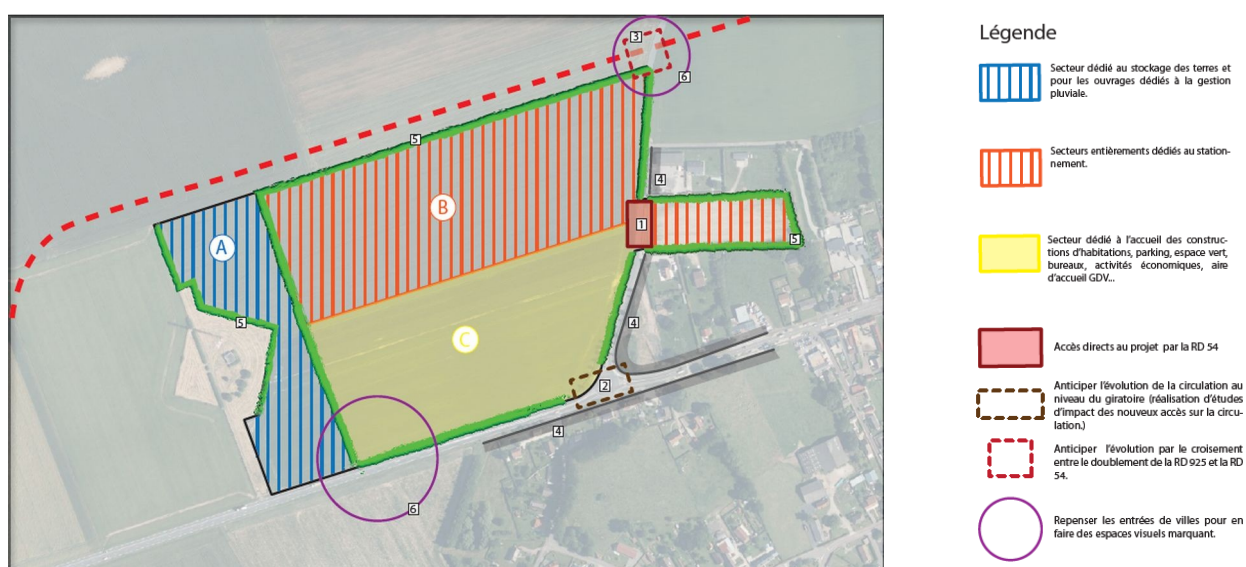 3
6
5
4
B
1
A
5
5
4
C
2
4
6
Légende
Secteur dédié au stockage des terres et
pour les ouvrages dédiés à la gestion
pluviale.
Secteurs entièrements dédiés au station-
nement.
Secteur dédié à l'accueil des construc-
tions d'habitations, parking, espace vert,
bureaux, activités économiques, aire
d'accueil GDV...
Accès directs au projet par la RD 54
Anticiper l'évolution de la circulation au
niveau du giratoire (réalisation d'études
d'impact des nouveux accès sur la circu-
lation.)
Anticiper l'évolution par le croisement
entre le doublement de la RD 925 et la RD
54.
Repenser les entrées de villes pour en
faire des espaces visuels marquant.